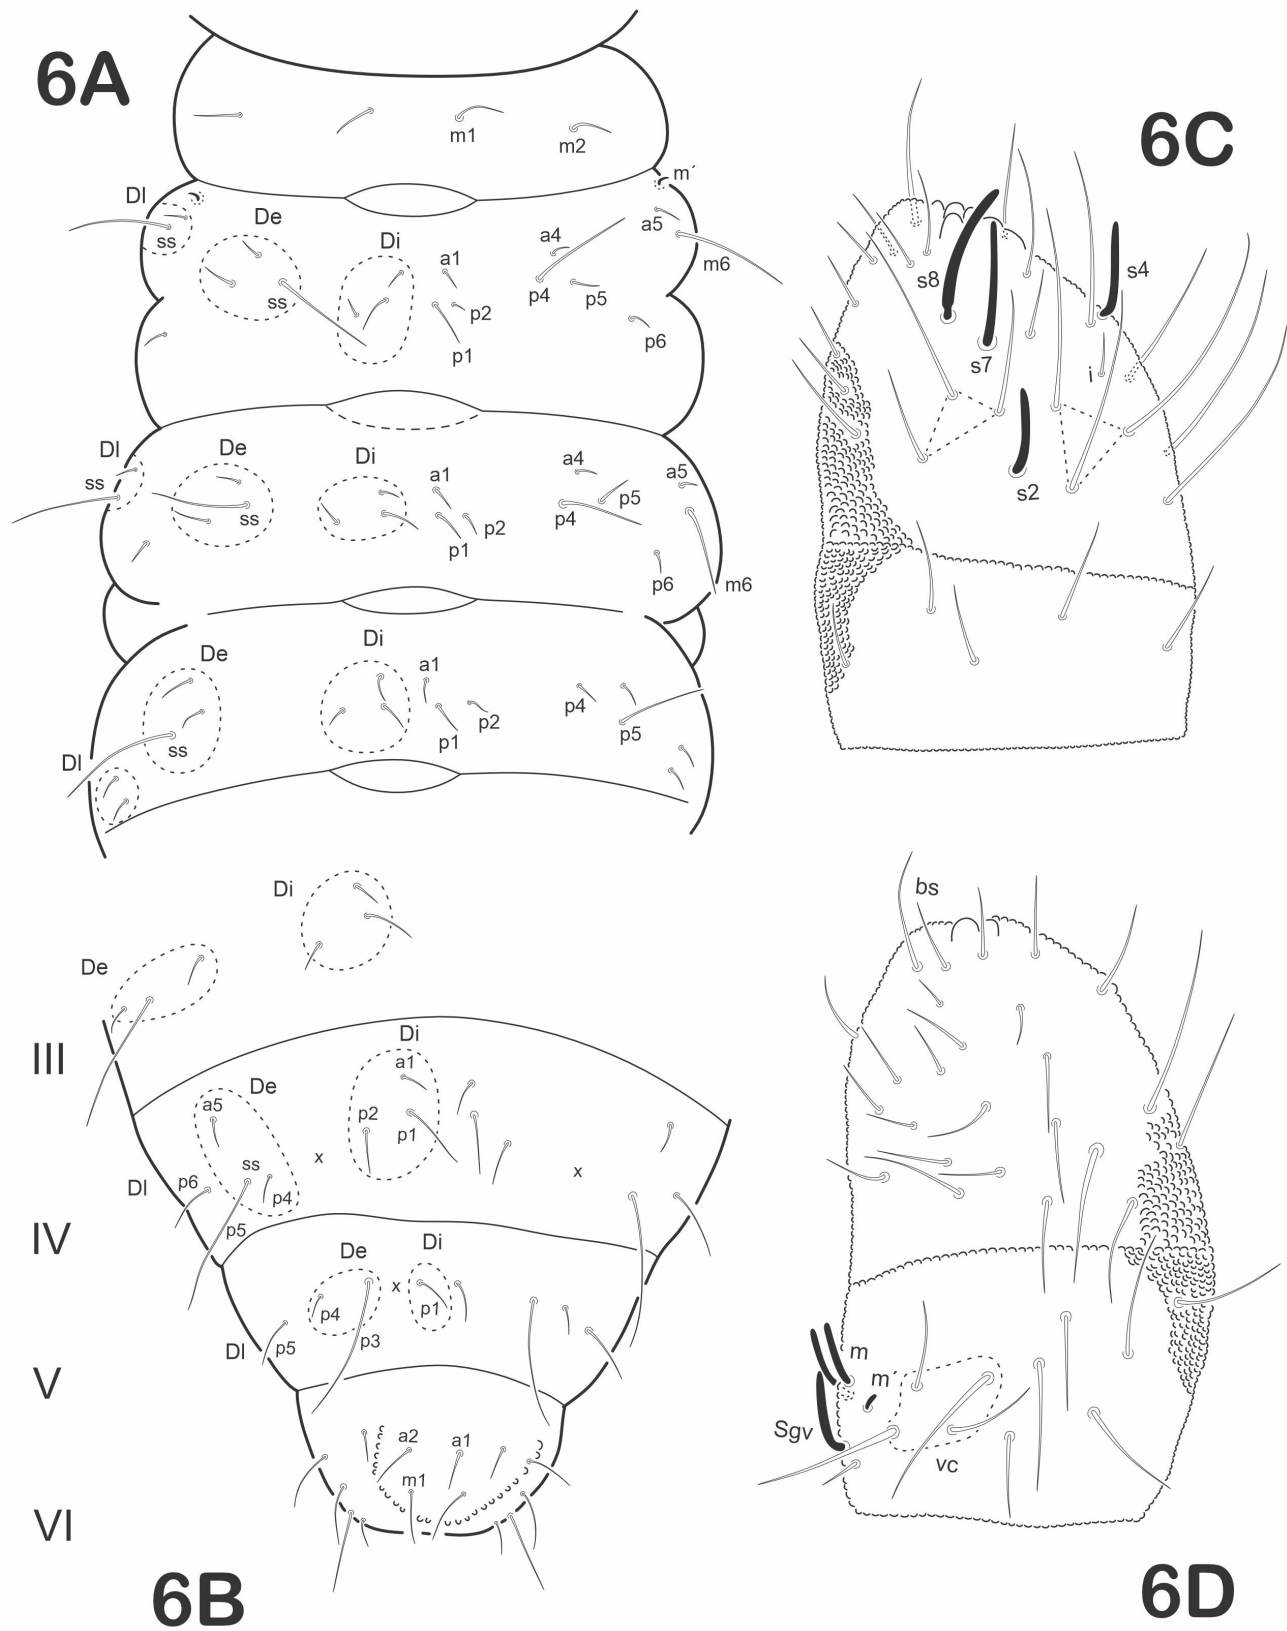 6A
m1
m2
m´
Dl
ss
De
ss
Di
a1
p2
p1
a4
p4
p5
a5
m6
p6
Dl
ss
De
ss
Di
a1
p1
p2
a4
p5
p4
a5
p6
m6
De
ss
Dl
Di
a1
p1
p2
p4
p5
6C
s8
s7
s4
i
s2
Di
De
III
Di
a1
p2
p1
De
a5
ss
p4
p5
p6
Dl
x
x
IV
De
Di
p4
p3
x
p1
p5
Dl
V
a2
a1
m1
VI
6B
bs
m
m´
Sgv
vc
6D